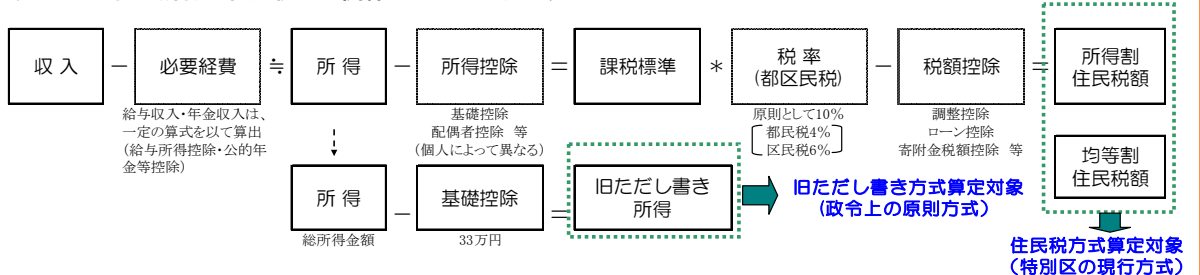 収 入
－
必要経費
≒
所 得
－
所得控除
＝
課税標準
＊
税 率
(都区民税)
－
税額控除
＝
所得割
住民税額
給与収入・年金収入は、
一定の算式を以て算出
(給与所得控除・公的年
金等控除)
基礎控除
配偶者控除　等
(個人によって異なる)
原則として10%
都民税4%
区民税6%
調整控除
ローン控除
寄附金税額控除　等
均等割
住民税額
所 得
－
基礎控除
＝
旧ただし書き
所得
総所得金額
33万円
旧ただし書き方式算定対象
(政令上の原則方式)
住民税方式算定対象
(特別区の現行方式)